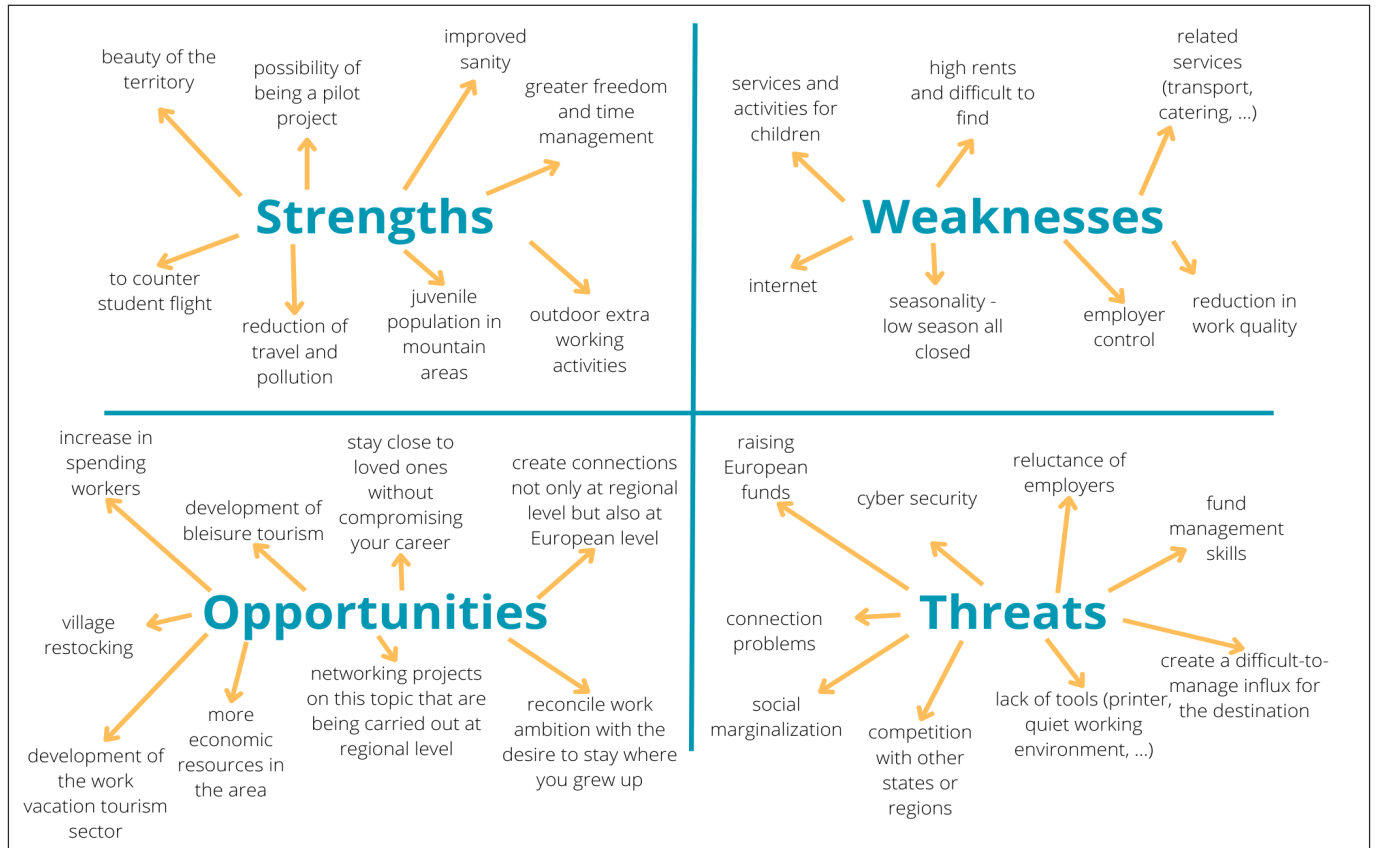 beauty of the
territory
possibility of
being a pilot
project
improved
sanity
greater freedom
and time
management
Strengths
to counter
student flight
reduction of
travel and
pollution
juvenile
population in
mountain
areas
outdoor extra
working
activities
services and
activities for
children
high rents
and difficult to
find
related
services
(transport,
catering, ...)
Weaknesses
internet
seasonality -
low season all
closed
employer
control
reduction in
work quality
increase in
spending
workers
development of
bleisure tourism
stay close to
loved ones
without
compromising
your career
create connections
not only at regional
level but also at
European level
Opportunities
village
restocking
development of
the work
vacation tourism
sector
more
economic
resources in
the area
networking projects
on this topic that are
being carried out at
regional level
reconcile work
ambition with the
desire to stay where
you grew up
raising
European
funds
cyber security
reluctance of
employers
fund
management
skills
Threats
connection
problems
social
marginalization
competition
with other
states or
regions
lack of tools (printer,
quiet working
environment, ...)
create a difficult-to-
manage influx for
the destination